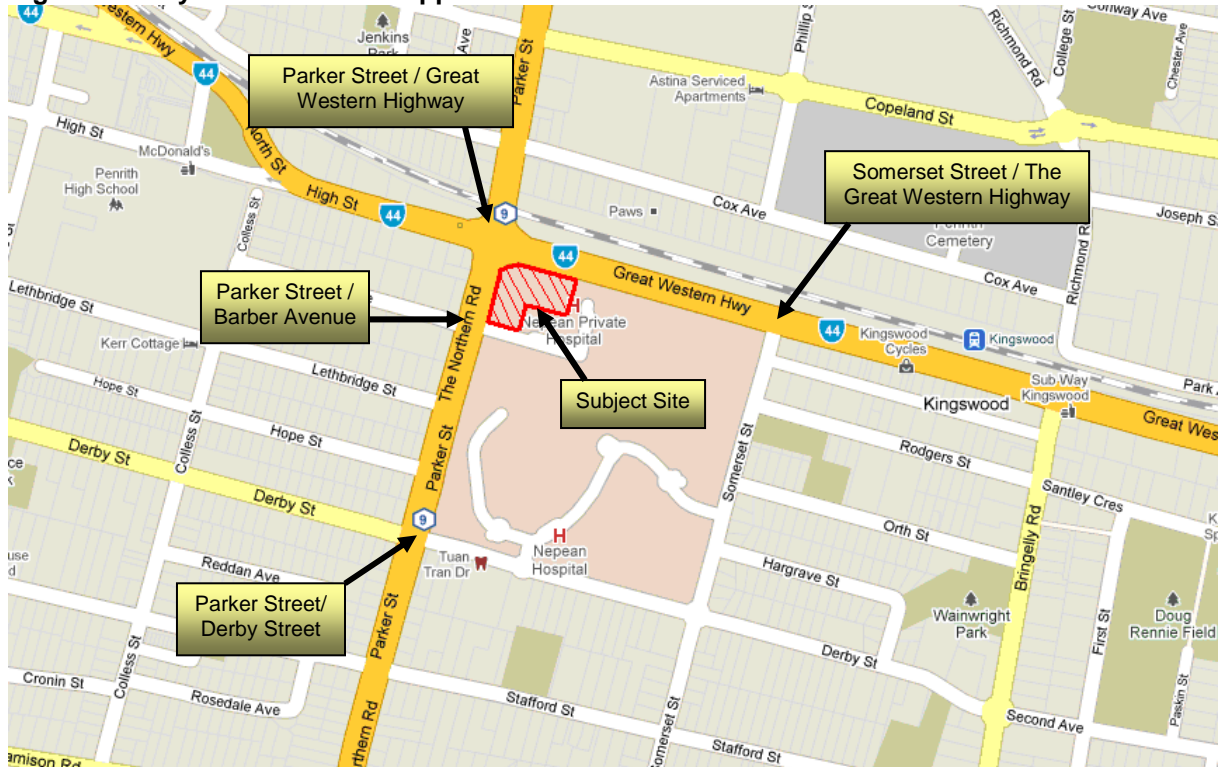 44
Western Hwy
44
Jenkins
Park
Ave
Parker St
Phillip S
Conway Ave
Richmond Rd
College St
Chester Ave
Parker Street / Great
Western Highway
Astina Serviced
Apartments
Copeland St
High St
McDonald's
North St
Penrith
High School
High St
44
9
Paws
Cox Ave
Somerset Street / The
Great Western Highway
Joseph S
Penrith
Cemetery
Colless St
44
Great Western Hwy
Cox Ave
Richmond Rd
Parker Street /
Barber Avenue
Lethbridge St
Kerr Cottage
The Northern Rd
H
Nepean Private
Hospital
44
Kingswood
Cycles
Kingswood
Lethbridge St
Subject Site
Sub Way
Kingswood
Park
Hope St
Kingswood
Great Wes
Hope St
Colless St
Parker St
Somerset St
Rodgers St
Derby St
Derby St
Santley Cres
9
H
Nepean
Hospital
Tuan
Tran Dr
Orth St
Bringelly Rd
Reddan Ave
Hargrave St
Parker Street/
Derby Street
Wainwright
Park
First St
Doug
Rennie Field
Parker St
Derby St
Colless St
Cronin St
Rosedale Ave
Stafford St
Somerset St
Second Ave
Paskin St
Stafford St
rthern Rd
amison Rd